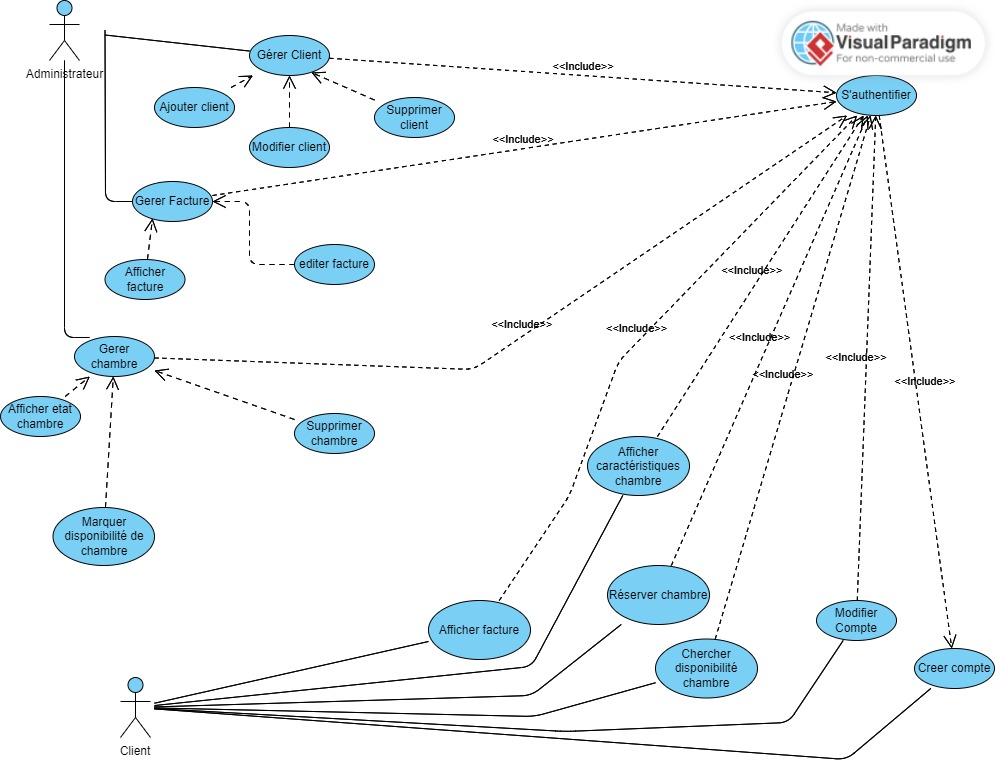 Made with
Visual Paradigm
For non-commercial use
Administrateur
Gérer Client
<<Include>>
S'authentifier
Ajouter client
Supprimer
client
Modifier client
<<Include>>
Gerer Facture
Afficher
facture
editer facture
<<Include>>
<<Include>>
<<Include>>
<<Include>>
<<Include>>
<<Include>>
<<Include>>
Gerer
chambre
Afficher etat
chambre
Supprimer
chambre
Marquer
disponibilité de
chambre
Afficher
caractéristiques
chambre
Réserver chambre
Afficher facture
Modifier
Compte
Chercher
disponibilité
chambre
Creer compte
Client